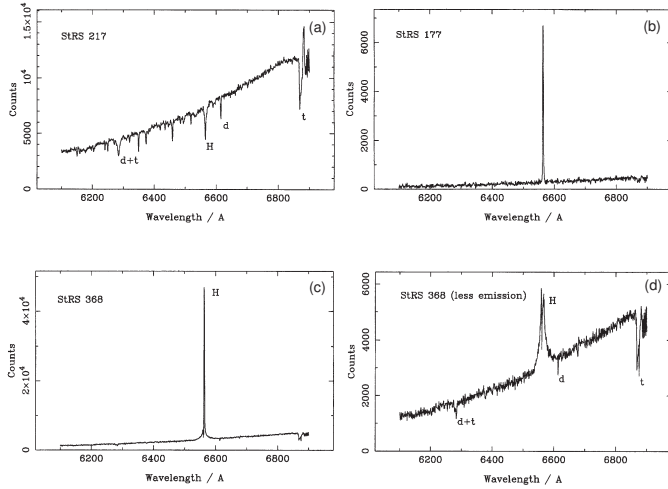 (a)
StRS 217
Counts
0
5000
10⁴
1.5×10⁴
d+t
H
d
t
6200
6400
6600
6800
Wavelength / A
(b)
StRS 177
Counts
0
2000
4000
6000
6200
6400
6600
6800
Wavelength / A
(c)
StRS 368
H
Counts
0
2×10⁴
4×10⁴
6200
6400
6600
6800
Wavelength / A
(d)
StRS 368 (less emission)
H
Counts
0
2000
4000
6000
d+t
d
t
6200
6400
6600
6800
Wavelength / A